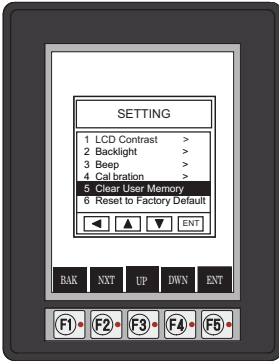 SETTING
1 LCD Contrast >
2 Backlight >
3 Beep >
4 Cal bration >
5 Clear User Memory
6 Reset to Factory Default
ENT
BAK NXT UP DWN ENT
F1 F2 F3 F4 F5